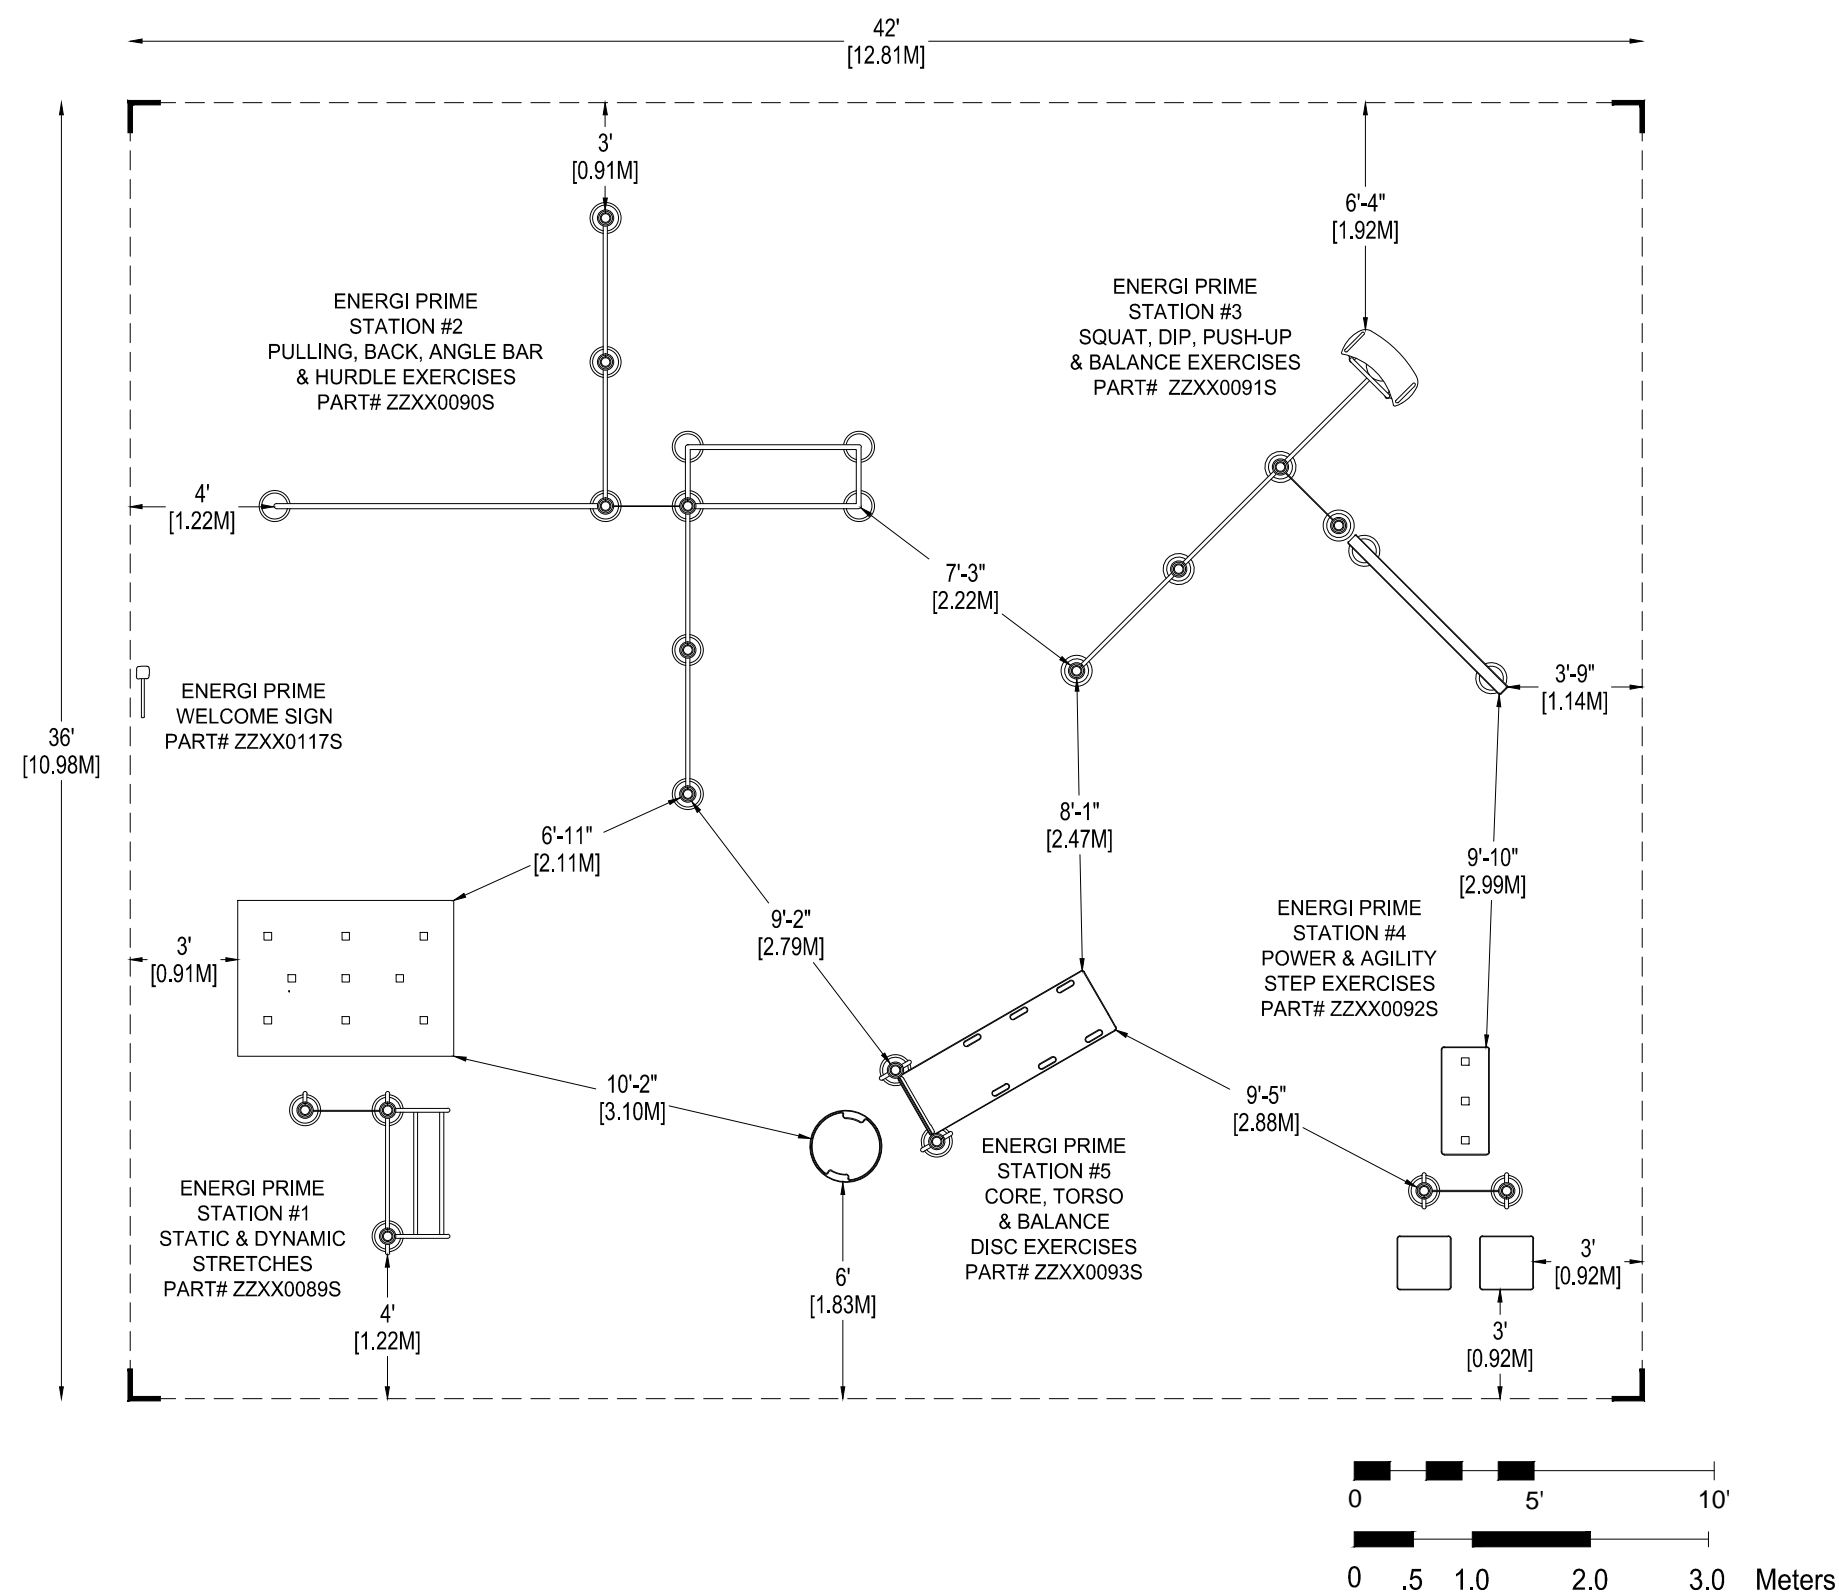 42'
[12.81M]
3'
[0.91M]
6'-4"
[1.92M]
ENERGI PRIME
STATION #2
PULLING, BACK, ANGLE BAR
& HURDLE EXERCISES
PART# ZZXX0090S
ENERGI PRIME
STATION #3
SQUAT, DIP, PUSH-UP
& BALANCE EXERCISES
PART# ZZXX0091S
4'
[1.22M]
7'-3"
[2.22M]
ENERGI PRIME
WELCOME SIGN
PART# ZZXX0117S
3'-9"
[1.14M]
36'
[10.98M]
6'-11"
[2.11M]
8'-1"
[2.47M]
9'-10"
[2.99M]
9'-2"
[2.79M]
3'
[0.91M]
ENERGI PRIME
STATION #4
POWER & AGILITY
STEP EXERCISES
PART# ZZXX0092S
10'-2"
[3.10M]
9'-5"
[2.88M]
ENERGI PRIME
STATION #1
STATIC & DYNAMIC
STRETCHES
PART# ZZXX0089S
ENERGI PRIME
STATION #5
CORE, TORSO
& BALANCE
DISC EXERCISES
PART# ZZXX0093S
6'
[1.83M]
3'
[0.92M]
4'
[1.22M]
3'
[0.92M]
0 5' 10'
0 .5 1.0 2.0 3.0 Meters